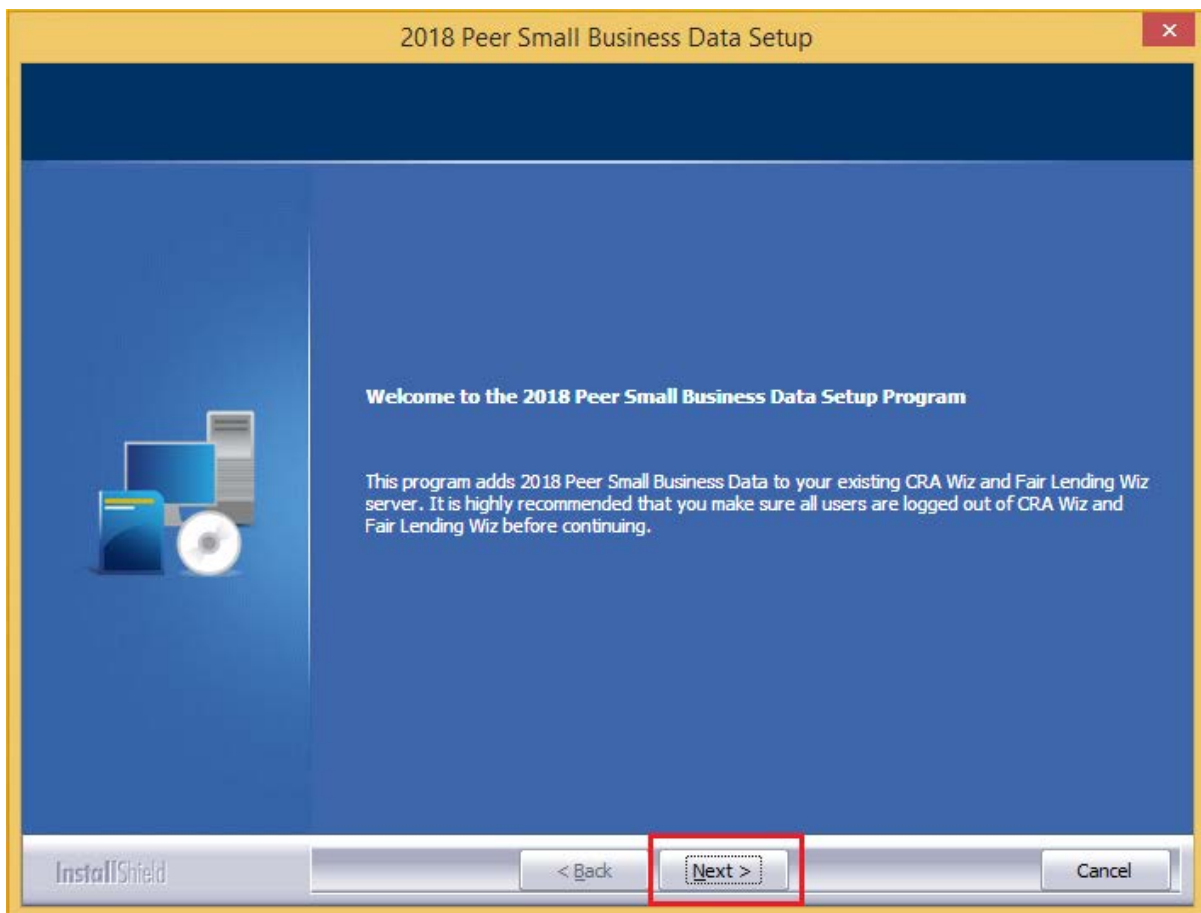 2018 Peer Small Business Data Setup
Welcome to the 2018 Peer Small Business Data Setup Program
This program adds 2018 Peer Small Business Data to your existing CRA Wiz and Fair Lending Wiz
server. It is highly recommended that you make sure all users are logged out of CRA Wiz and
Fair Lending Wiz before continuing.
InstallShield
< Back
Next >
Cancel